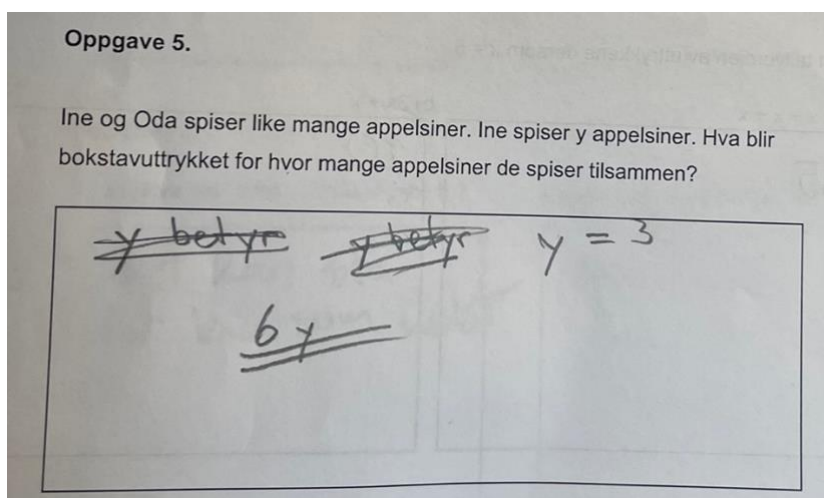 Oppgave 5.
Ine og Oda spiser like mange appelsiner. Ine spiser y appelsiner. Hva blir
bokstavuttrykket for hvor mange appelsiner de spiser tilsammen?
y betyr y betyr y = 3
6y